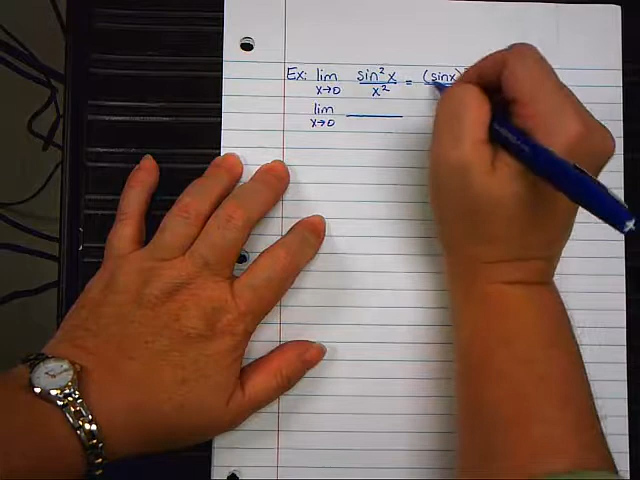 Ex: lim x→0 sin²x / x² = (sinx)
lim x→0